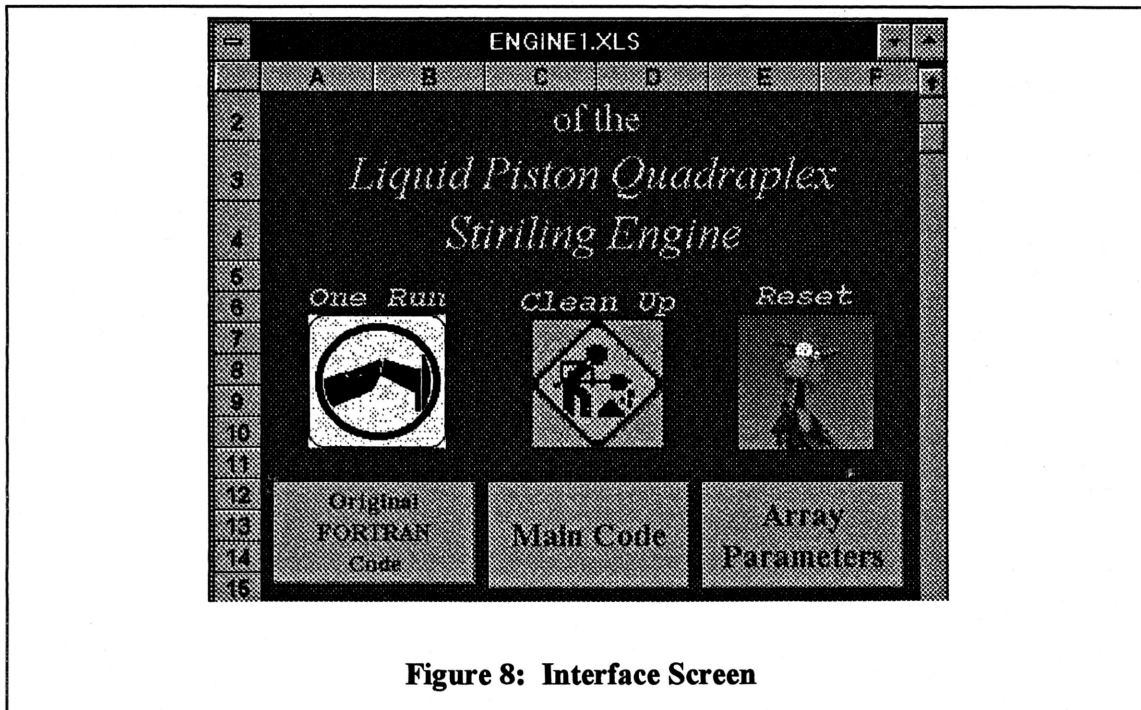 ENGINE1.XLS
A B C D E F
2 of the
3 Liquid Piston Quadraplex
4 Stiriling Engine
5
6 One Run Clean Up Reset
7
8
9
10
11
12 Original
13 FORTRAN Main Code Array
14 Code Parameters
15
Figure 8: Interface Screen